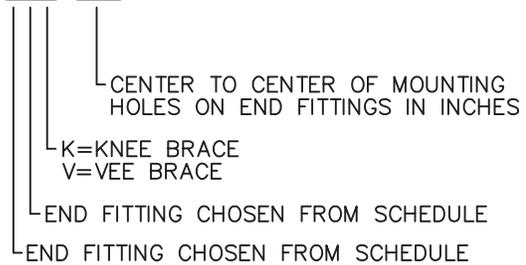 CENTER TO CENTER OF MOUNTING
HOLES ON END FITTINGS IN INCHES
K=KNEE BRACE
V=VEE BRACE
END FITTING CHOSEN FROM SCHEDULE
END FITTING CHOSEN FROM SCHEDULE